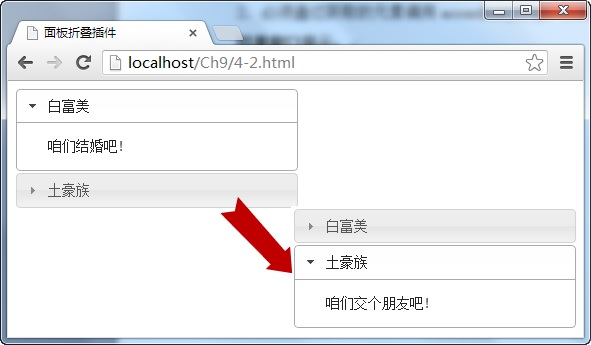 面板折叠插件
localhost/Ch9/4-2.html
白富美
咱们结婚吧！
土豪族
白富美
土豪族
咱们交个朋友吧！